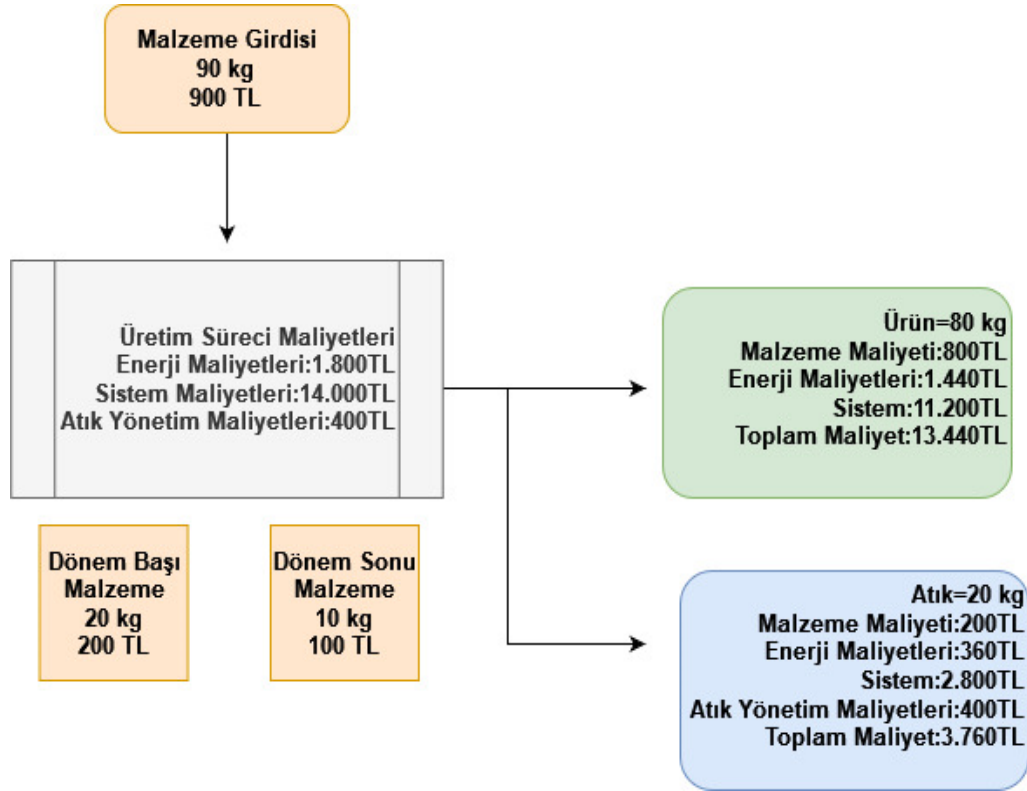 Malzeme Girdisi
90 kg
900 TL
Üretim Süreci Maliyetleri
Enerji Maliyetleri:1.800TL
Sistem Maliyetleri:14.000TL
Atık Yönetim Maliyetleri:400TL
Dönem Başı
Malzeme
20 kg
200 TL
Dönem Sonu
Malzeme
10 kg
100 TL
Ürün=80 kg
Malzeme Maliyeti:800TL
Enerji Maliyetleri:1.440TL
Sistem:11.200TL
Toplam Maliyet:13.440TL
Atık=20 kg
Malzeme Maliyeti:200TL
Enerji Maliyetleri:360TL
Sistem:2.800TL
Atık Yönetim Maliyetleri:400TL
Toplam Maliyet:3.760TL